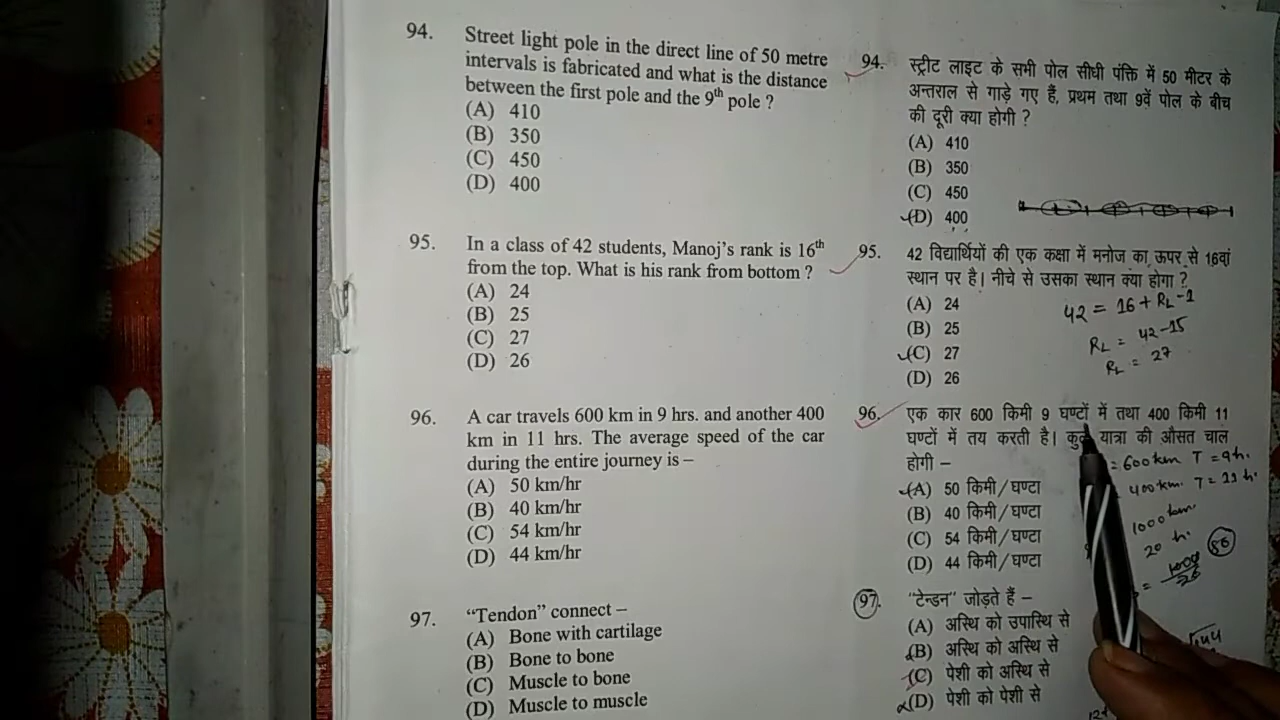 94. Street light pole in the direct line of 50 metre
intervals is fabricated and what is the distance
between the first pole and the 9th pole ?
(A) 410
(B) 350
(C) 450
(D) 400
95. In a class of 42 students, Manoj's rank is 16th
from the top. What is his rank from bottom ?
(A) 24
(B) 25
(C) 27
(D) 26
96. A car travels 600 km in 9 hrs. and another 400
km in 11 hrs. The average speed of the car
during the entire journey is –
(A) 50 km/hr
(B) 40 km/hr
(C) 54 km/hr
(D) 44 km/hr
97. “Tendon” connect –
(A) Bone with cartilage
(B) Bone to bone
(C) Muscle to bone
(D) Muscle to muscle
94. स्ट्रीट लाइट के सभी पोल सीधी पंक्ति में 50 मीटर के
अन्तराल से गाड़े गए हैं, प्रथम तथा 9वें पोल के बीच
की दूरी क्या होगी ?
(A) 410
(B) 350
(C) 450
(D) 400
95. 42 विद्यार्थियों की एक कक्षा में मनोज का ऊपर से 16वां
स्थान पर है। नीचे से उसका स्थान क्या होगा ?
(A) 24
(B) 25
(C) 27
(D) 26
42 = 16 + RL - 1
RL = 42 - 15
RL = 27
96. एक कार 600 किमी 9 घण्टों में तथा 400 किमी 11
घण्टों में तय करती है। यात्रा की औसत चाल
होगी –
(A) 50 किमी/घण्टा
(B) 40 किमी/घण्टा
(C) 54 किमी/घण्टा
(D) 44 किमी/घण्टा
= 600 km T = 9 h.
400 km. T = 11 h.
1000 km
20 h.
97. “टेन्डन” जोड़ते हैं –
(A) अस्थि को उपास्थि से
(B) अस्थि को अस्थि से
(C) पेशी को अस्थि से
(D) पेशी को पेशी से